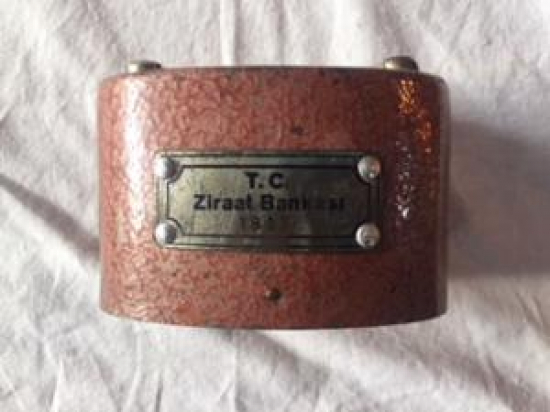 T. C.
Ziraat Bankası